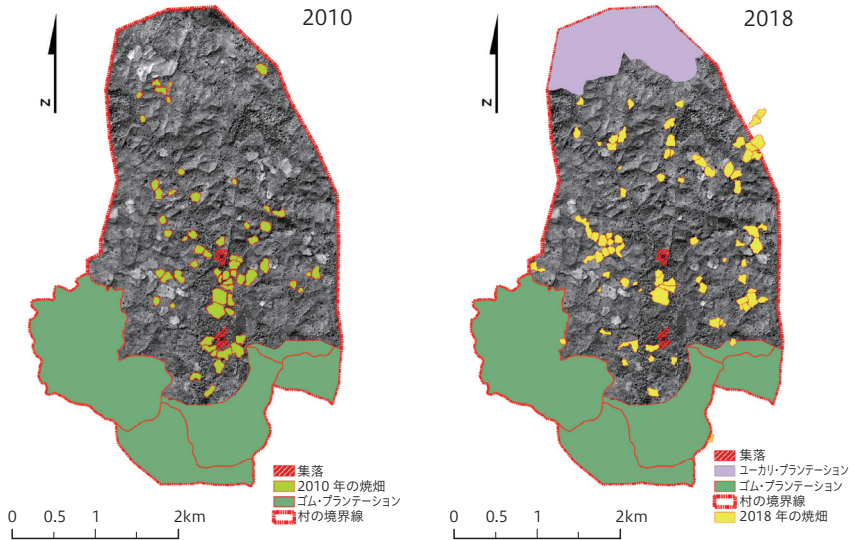 2010
N
集落
2010 年の焼畑
ゴム・プランテーション
村の境界線
0 0.5 1 2km
2018
N
集落
ユーカリ・プランテーション
ゴム・プランテーション
村の境界線
2018 年の焼畑
0 0.5 1 2km